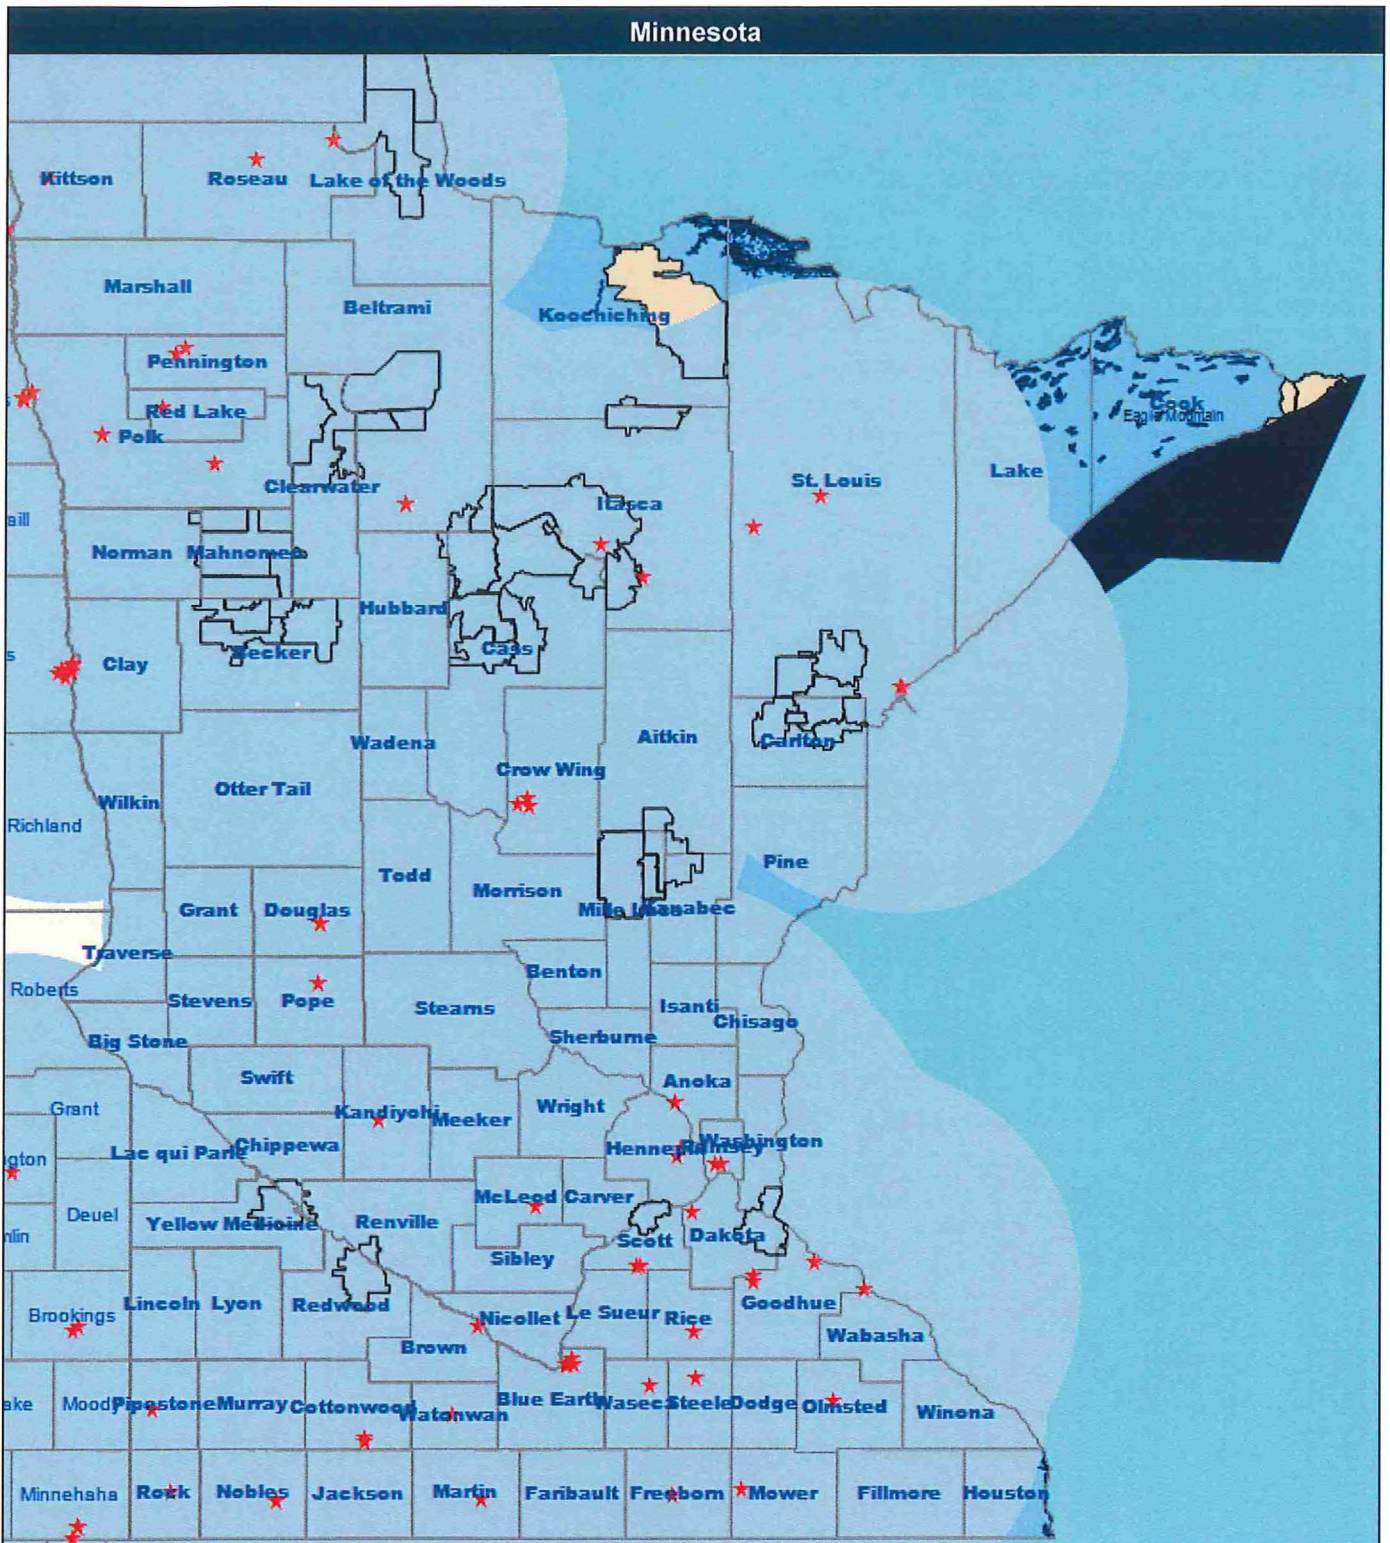 Minnesota
Kittson
Roseau
Lake of the Woods
Marshall
Beltrami
Koochiching
Pennington
Red Lake
Polk
Cook
Eagle Mountain
Clearwater
St. Louis
Lake
Itasca
aill
Norman
Mahnomen
Hubbard
Cass
Becker
Clay
s
Aitkin
Carlton
Wadena
Crow Wing
Otter Tail
Wilkin
Richland
Pine
Todd
Morrison
Grant
Douglas
Mille Lacs
Kanabec
Traverse
Benton
Roberts
Stevens
Pope
Stearns
Isanti
Chisago
Sherburne
Big Stone
Swift
Anoka
Grant
Kandiyohi
Meeker
Wright
Hennepin
Ramsey
Washington
Lac qui Parle
Chippewa
gton
McLeod
Carver
Deuel
Yellow Medicine
Renville
mlin
Scott
Dakota
Sibley
Brookings
Lincoln
Lyon
Redwood
Nicollet
Le Sueur
Rice
Goodhue
Wabasha
Brown
ake
Moody
Pipestone
Murray
Cottonwood
Watonwan
Blue Earth
Waseca
Steele
Dodge
Olmsted
Winona
Minnehaha
Rock
Nobles
Jackson
Martin
Faribault
Freeborn
Mower
Fillmore
Houston